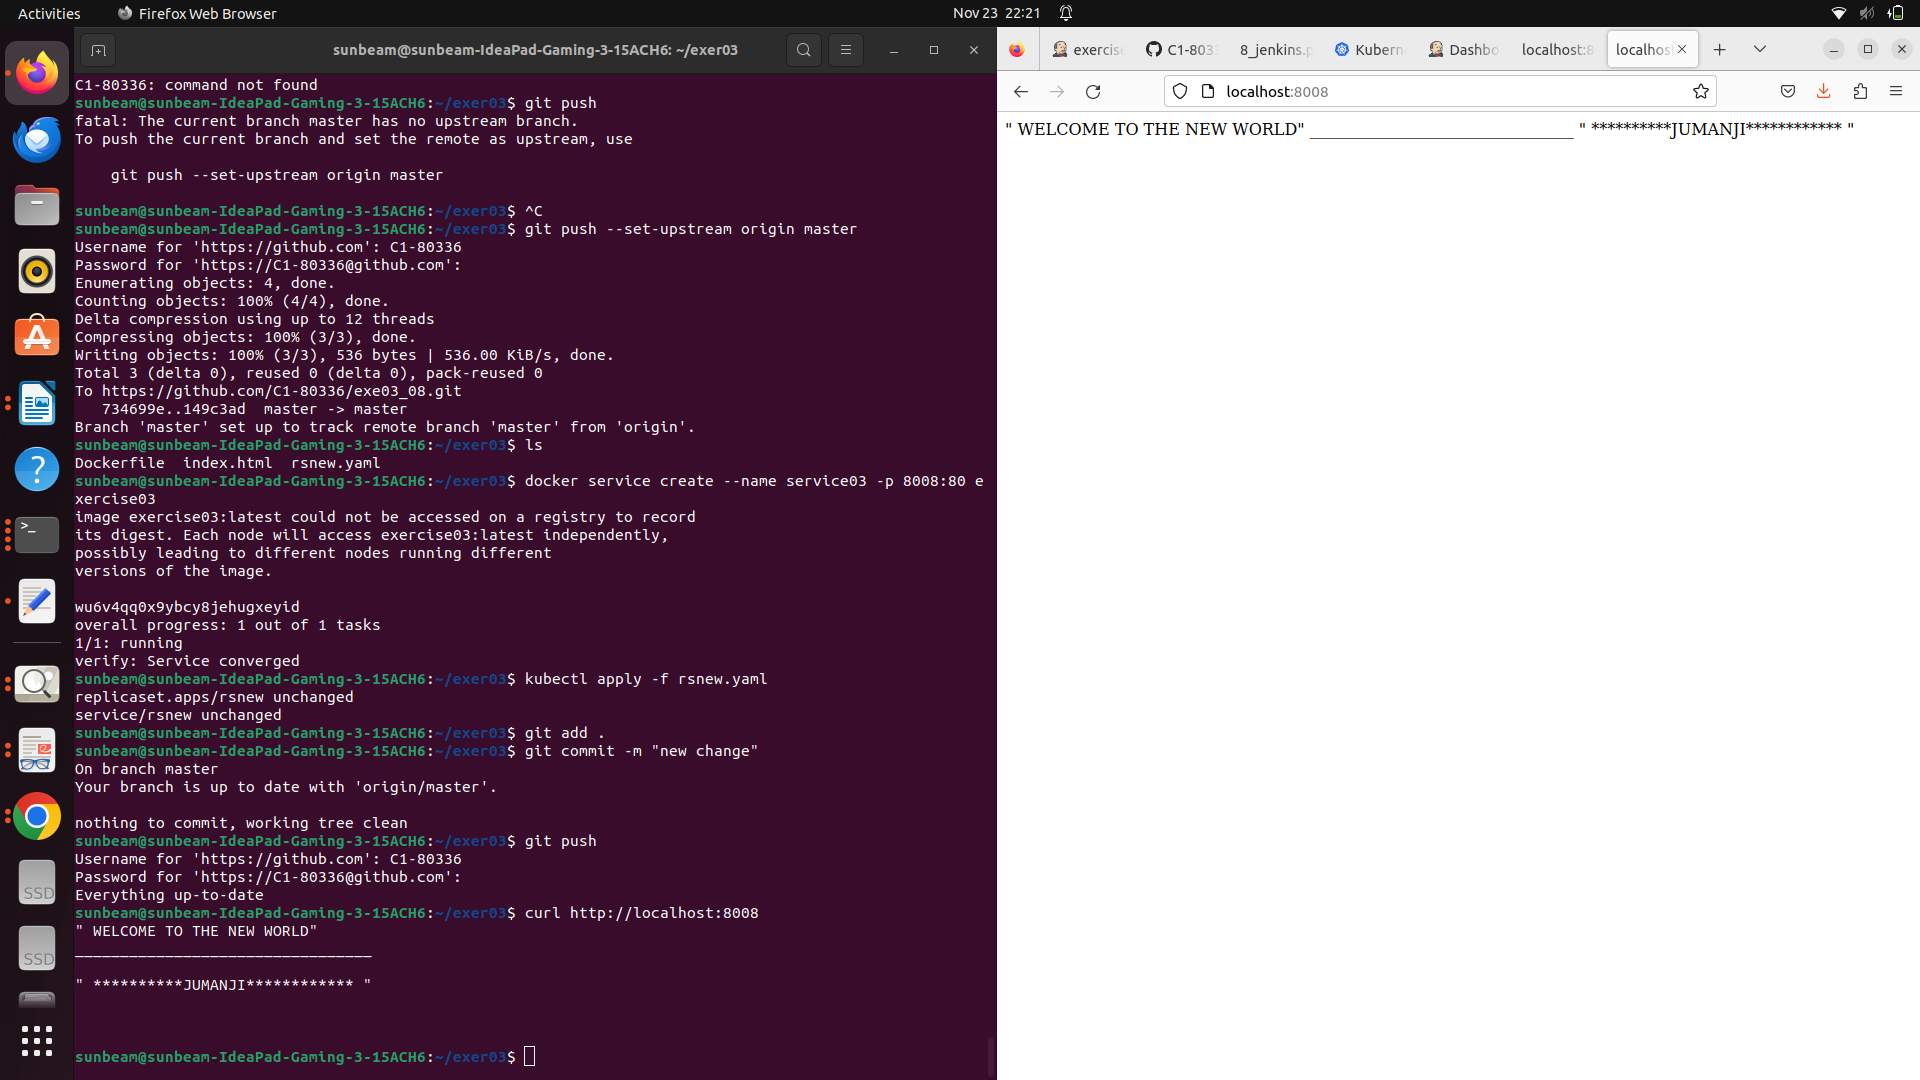 Activities
Firefox Web Browser
Nov 23 22:21
sunbeam@sunbeam-IdeaPad-Gaming-3-15ACH6: ~/exer03
C1-80336: command not found
sunbeam@sunbeam-IdeaPad-Gaming-3-15ACH6:~/exer03$ git push
fatal: The current branch master has no upstream branch.
To push the current branch and set the remote as upstream, use
git push --set-upstream origin master
sunbeam@sunbeam-IdeaPad-Gaming-3-15ACH6:~/exer03$ ^C
sunbeam@sunbeam-IdeaPad-Gaming-3-15ACH6:~/exer03$ git push --set-upstream origin master
Username for 'https://github.com': C1-80336
Password for 'https://C1-80336@github.com':
Enumerating objects: 4, done.
Counting objects: 100% (4/4), done.
Delta compression using up to 12 threads
Compressing objects: 100% (3/3), done.
Writing objects: 100% (3/3), 536 bytes | 536.00 KiB/s, done.
Total 3 (delta 0), reused 0 (delta 0), pack-reused 0
To https://github.com/C1-80336/exe03_08.git
734699e..149c3ad  master -> master
Branch 'master' set up to track remote branch 'master' from 'origin'.
sunbeam@sunbeam-IdeaPad-Gaming-3-15ACH6:~/exer03$ ls
Dockerfile  index.html  rsnew.yaml
sunbeam@sunbeam-IdeaPad-Gaming-3-15ACH6:~/exer03$ docker service create --name service03 -p 8008:80 e
xercise03
image exercise03:latest could not be accessed on a registry to record
its digest. Each node will access exercise03:latest independently,
possibly leading to different nodes running different
versions of the image.
wu6v4qq0x9ybcy8jehugxeyid
overall progress: 1 out of 1 tasks
1/1: running
verify: Service converged
sunbeam@sunbeam-IdeaPad-Gaming-3-15ACH6:~/exer03$ kubectl apply -f rsnew.yaml
replicaset.apps/rsnew unchanged
service/rsnew unchanged
sunbeam@sunbeam-IdeaPad-Gaming-3-15ACH6:~/exer03$ git add .
sunbeam@sunbeam-IdeaPad-Gaming-3-15ACH6:~/exer03$ git commit -m "new change"
On branch master
Your branch is up to date with 'origin/master'.
nothing to commit, working tree clean
sunbeam@sunbeam-IdeaPad-Gaming-3-15ACH6:~/exer03$ git push
Username for 'https://github.com': C1-80336
Password for 'https://C1-80336@github.com':
Everything up-to-date
sunbeam@sunbeam-IdeaPad-Gaming-3-15ACH6:~/exer03$ curl http://localhost:8008
" WELCOME TO THE NEW WORLD"
_________________________________
" **********JUMANJI************ "
sunbeam@sunbeam-IdeaPad-Gaming-3-15ACH6:~/exer03$
SSD
SSD
exercise
C1-8033
8_jenkins.p
Kubern
Dashbo
localhost:8
localhos
localhost:8008
" WELCOME TO THE NEW WORLD" _________________________________ " **********JUMANJI************ "